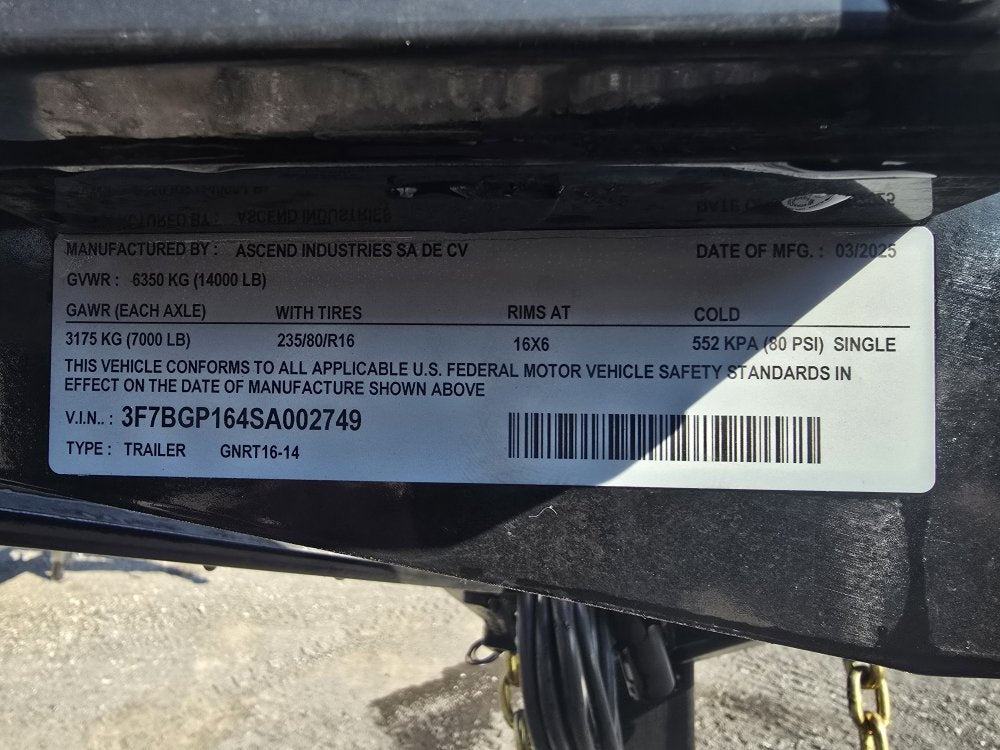 MANUFACTURED BY : ASCEND INDUSTRIES SA DE CV DATE OF MFG. : 03/2025
GVWR : 6350 KG (14000 LB)
GAWR (EACH AXLE) WITH TIRES RIMS AT COLD
3175 KG (7000 LB) 235/80/R16 16X6 552 KPA (80 PSI) SINGLE
THIS VEHICLE CONFORMS TO ALL APPLICABLE U.S. FEDERAL MOTOR VEHICLE SAFETY STANDARDS IN
EFFECT ON THE DATE OF MANUFACTURE SHOWN ABOVE
V.I.N.. : 3F7BGP164SA002749
TYPE : TRAILER GNRT16-14